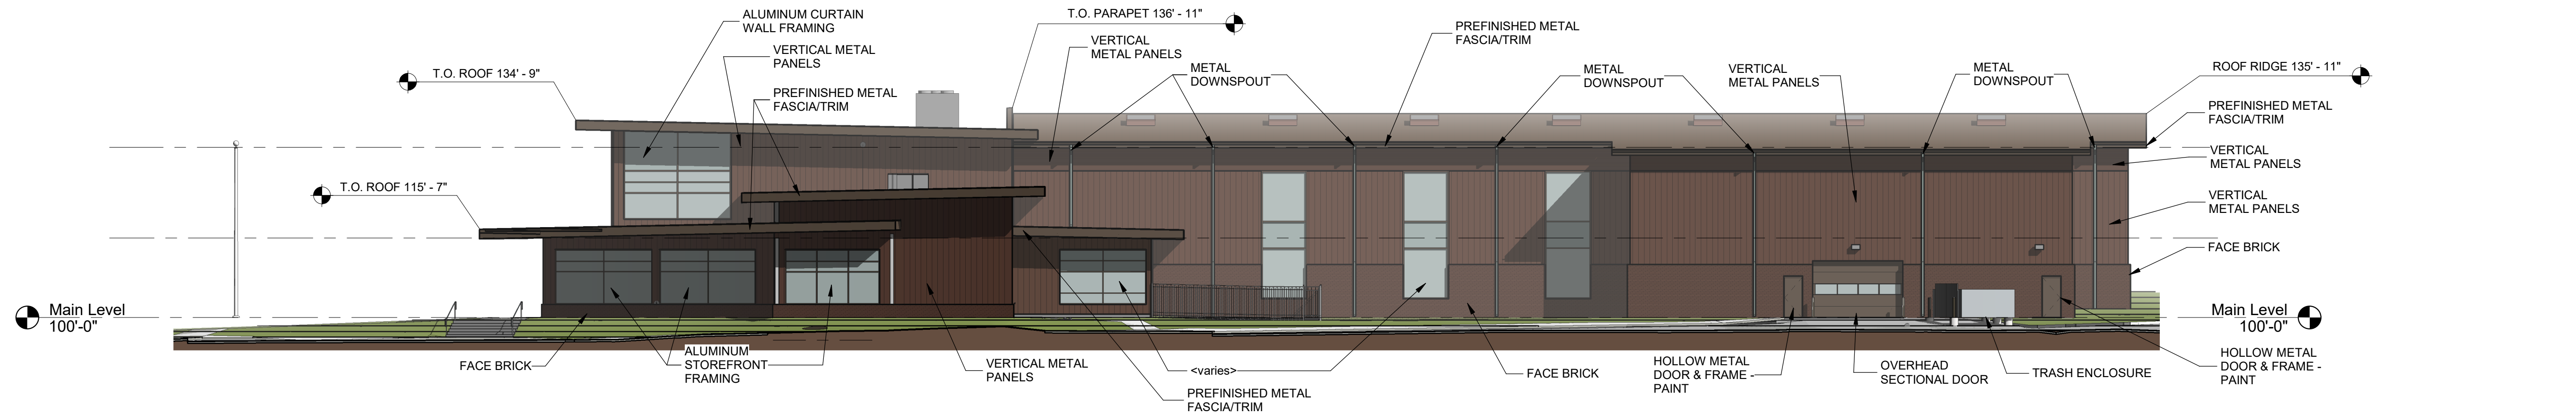 ALUMINUM CURTAIN
WALL FRAMING
T.O. PARAPET 136' - 11"
PREFINISHED METAL
FASCIA/TRIM
VERTICAL METAL
PANELS
VERTICAL
METAL PANELS
T.O. ROOF 134' - 9"
METAL
DOWNSPOUT
METAL
DOWNSPOUT
VERTICAL
METAL PANELS
METAL
DOWNSPOUT
ROOF RIDGE 135' - 11"
PREFINISHED METAL
FASCIA/TRIM
PREFINISHED METAL
FASCIA/TRIM
VERTICAL
METAL PANELS
T.O. ROOF 115' - 7"
VERTICAL
METAL PANELS
FACE BRICK
Main Level
100'-0"
Main Level
100'-0"
FACE BRICK
ALUMINUM
STOREFRONT
FRAMING
VERTICAL METAL
PANELS
<varies>
PREFINISHED METAL
FASCIA/TRIM
FACE BRICK
HOLLOW METAL
DOOR & FRAME -
PAINT
OVERHEAD
SECTIONAL DOOR
TRASH ENCLOSURE
HOLLOW METAL
DOOR & FRAME -
PAINT